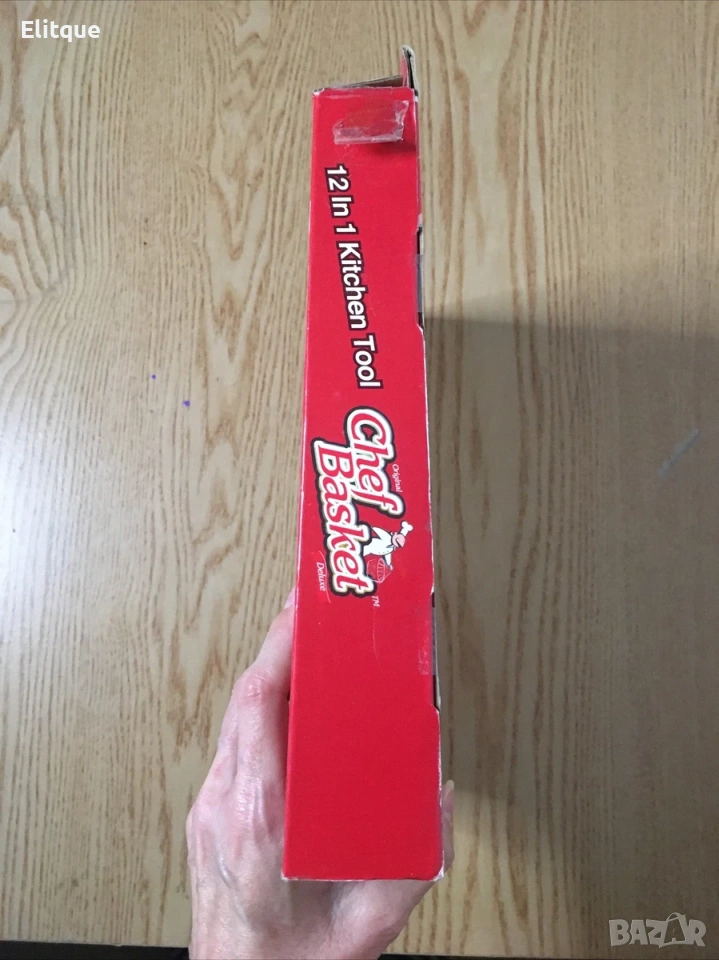 Elitque
12 In 1 Kitchen Tool
Original
Chef
Basket
TM
Deluxe
BAZAR